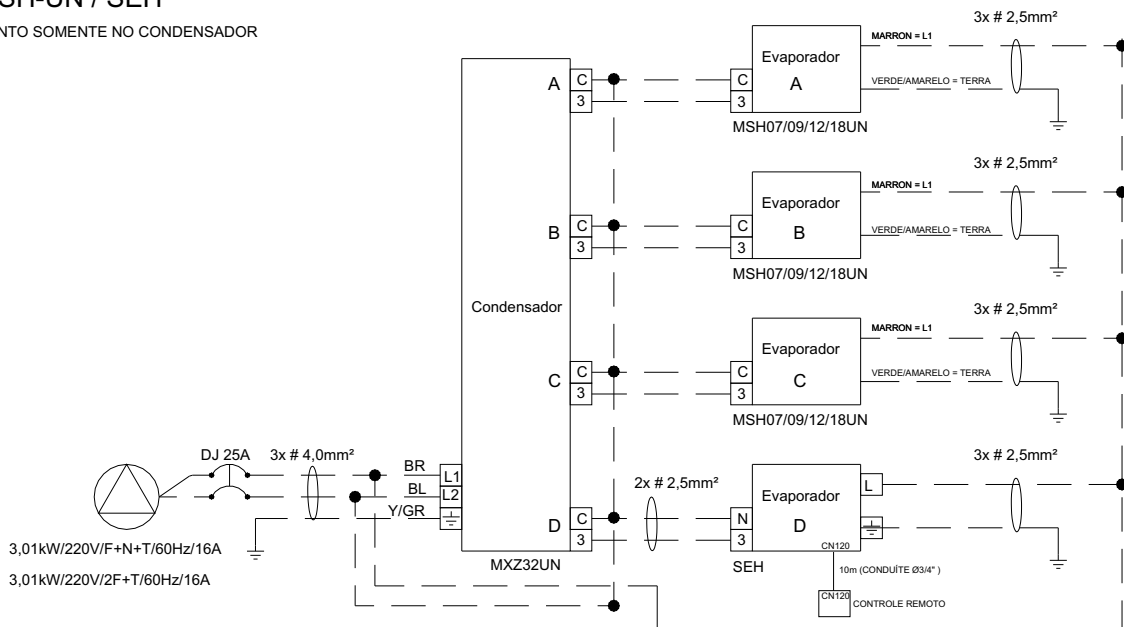 SH-UN / SEH
NTO SOMENTE NO CONDENSADOR
3x # 2,5mm²
MARRON = L1
Evaporador
A
VERDE/AMARELO = TERRA
A
C
3
C
3
MSH07/09/12/18UN
3x # 2,5mm²
MARRON = L1
Evaporador
B
VERDE/AMARELO = TERRA
B
C
3
C
3
MSH07/09/12/18UN
Condensador
3x # 2,5mm²
MARRON = L1
Evaporador
C
VERDE/AMARELO = TERRA
C
C
3
C
3
MSH07/09/12/18UN
DJ 25A
3x # 4,0mm²
BR
L1
BL
L2
Y/GR
3x # 2,5mm²
2x # 2,5mm²
Evaporador
D
L
D
C
3
N
3
CN120
3,01kW/220V/F+N+T/60Hz/16A
3,01kW/220V/2F+T/60Hz/16A
MXZ32UN
SEH
10m (CONDUÍTE Ø3/4" )
CN120
CONTROLE REMOTO